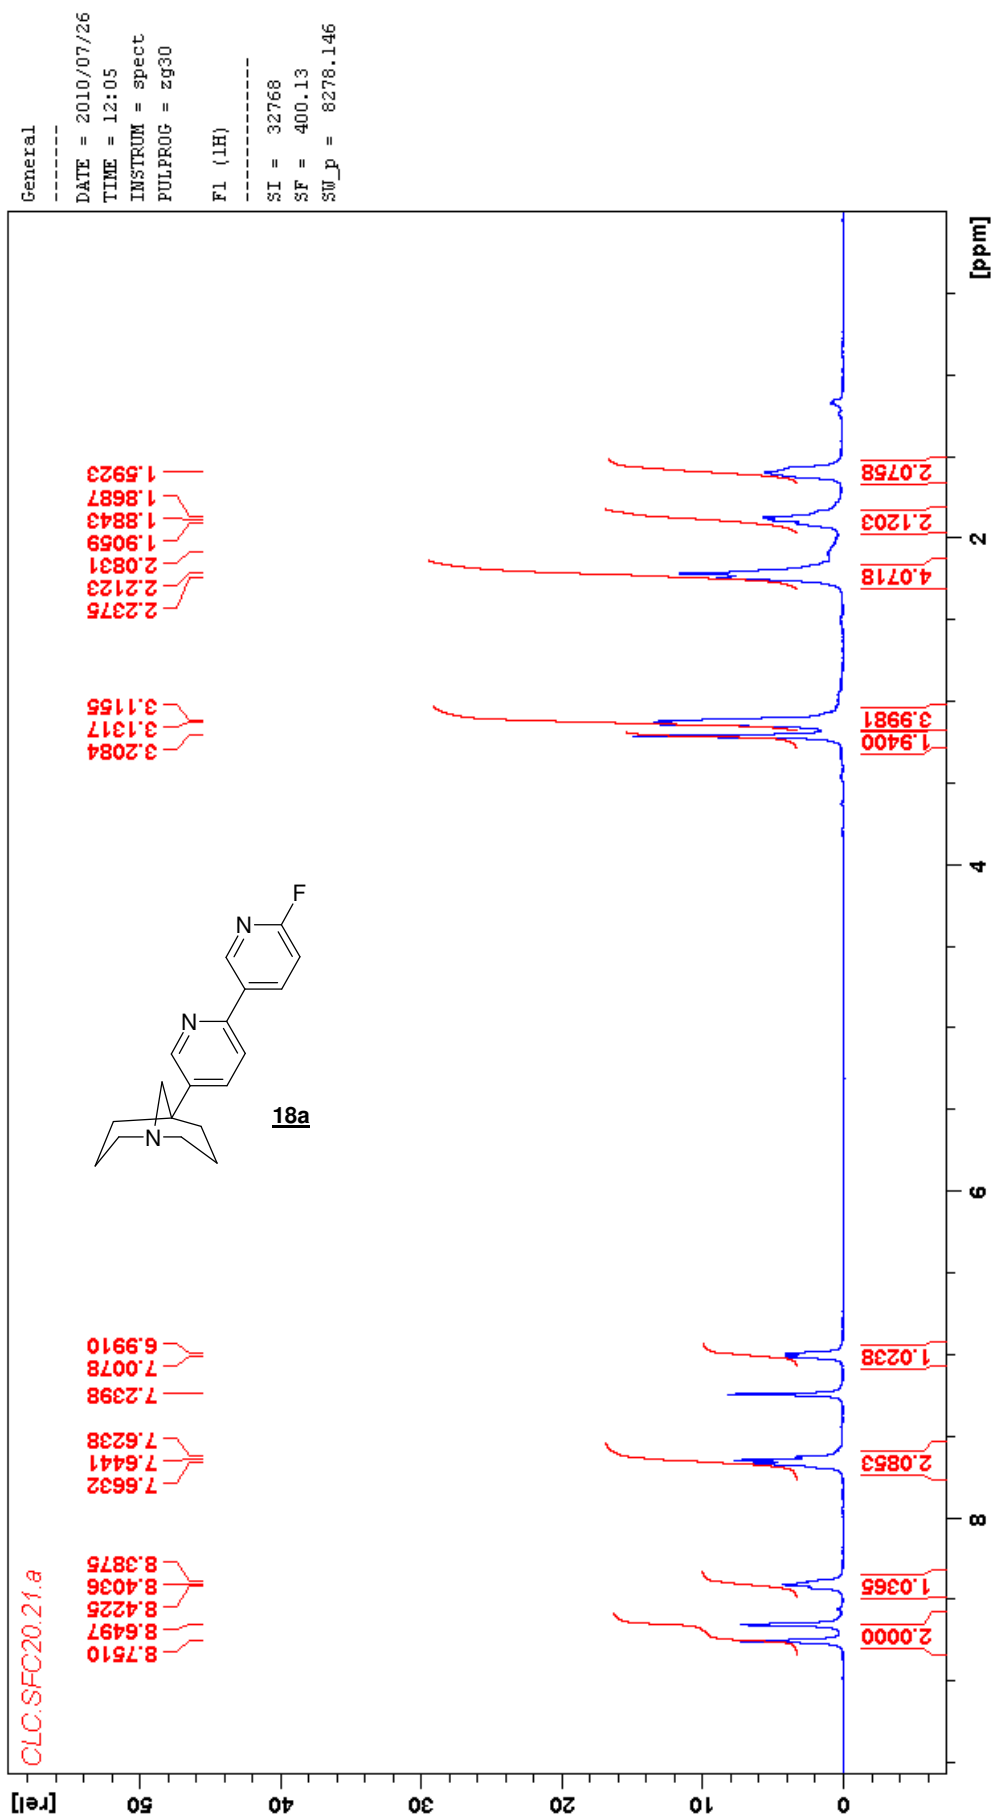 General
-------
DATE = 2010/07/26
TIME = 12:05
INSTRUM = spect
PULPROG = zg30
F1 (1H)
-------------
SI = 32768
SF = 400.13
SW_p = 8278.146
CLC.SFC20.21.a
[rel]
50
40
30
20
10
0
8.7510
8.6497
8.4225
8.4036
8.3875
7.6632
7.6441
7.6238
7.2398
7.0078
6.9910
3.2084
3.1317
3.1155
2.2375
2.2123
2.0831
1.9059
1.8843
1.8687
1.5923
N
N
N
F
18a
2.0000
1.0365
2.0853
1.0238
1.9400
3.9981
4.0718
2.1203
2.0758
8
6
4
2
[ppm]